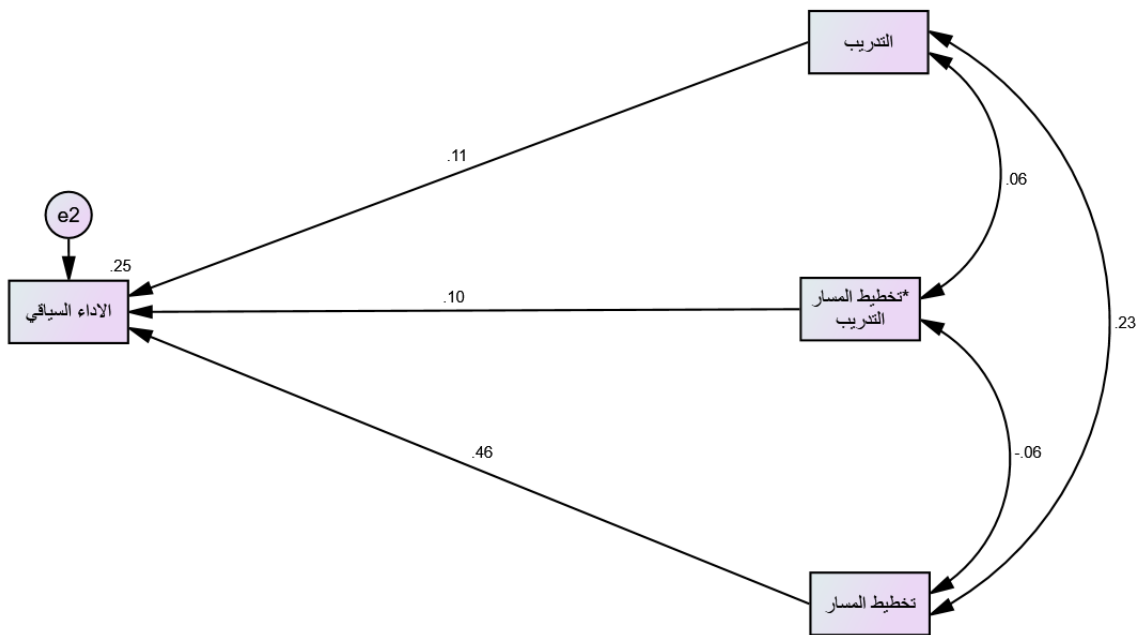 التدريب
.11
.06
e2
.25
الاداء السياقي
.10
تخطيط المسار*
التدريب
.23
.46
-.06
تخطيط المسار